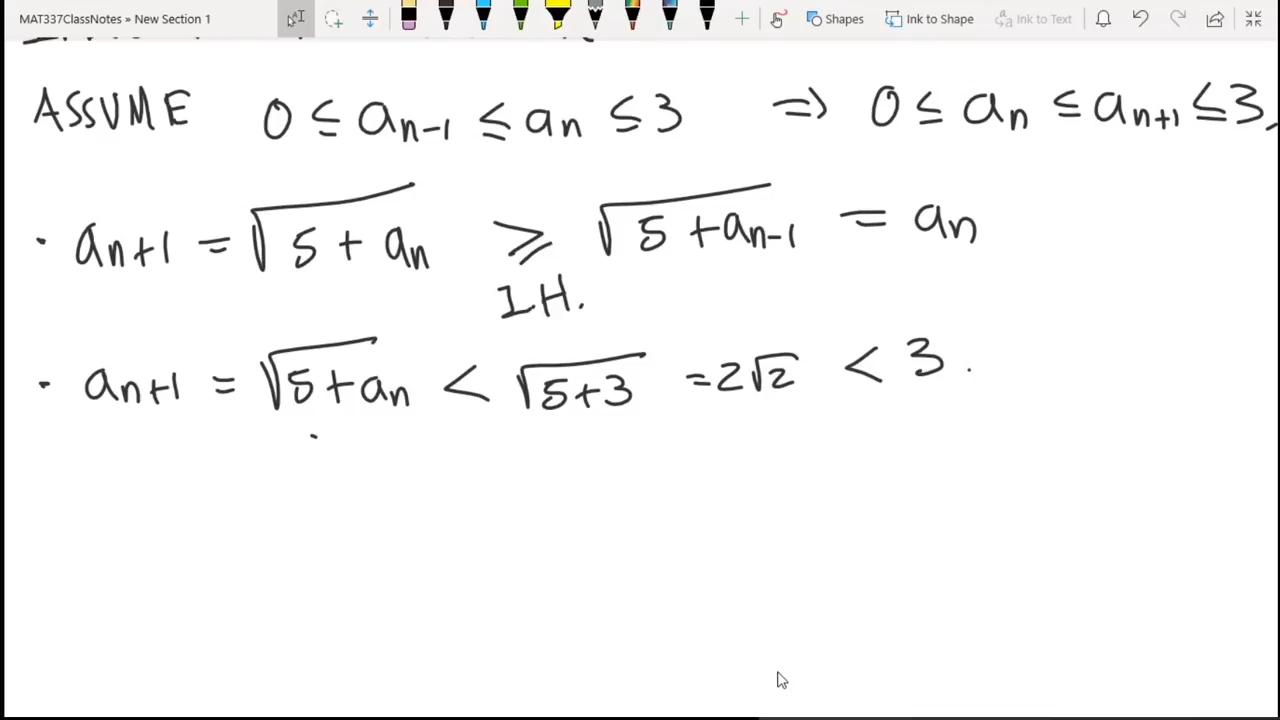 MAT337ClassNotes » New Section 1
Shapes
Ink to Shape
Ink to Text
ASSUME 0 ≤ aₙ₋₁ ≤ aₙ ≤ 3 ⇒ 0 ≤ aₙ ≤ aₙ₊₁ ≤ 3,
· aₙ₊₁ = √(5 + aₙ) ≥ √(5 + aₙ₋₁) = aₙ
I.H.
· aₙ₊₁ = √(5 + aₙ) < √(5+3) = 2√2 < 3.